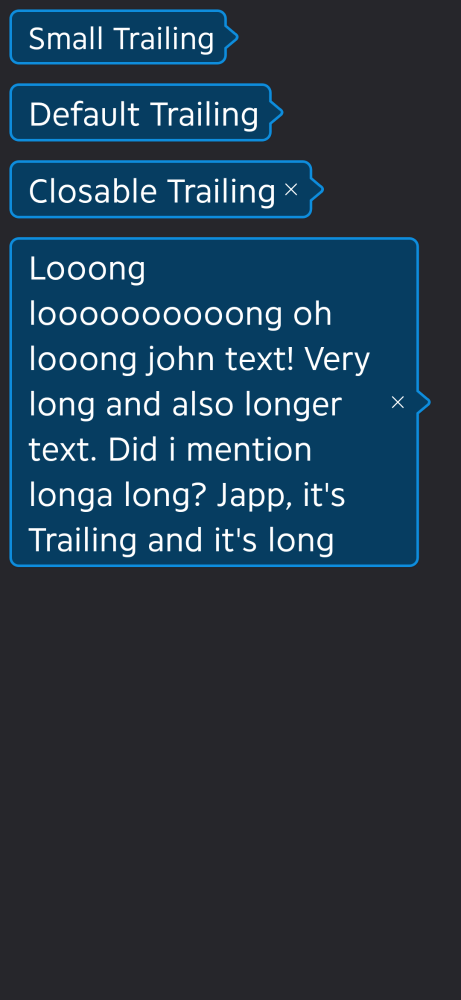 Small Trailing
Default Trailing
Closable Trailing
Looong
looooooooooong oh
looong john text! Very
long and also longer
text. Did i mention
longa long? Japp, it's
Trailing and it's long